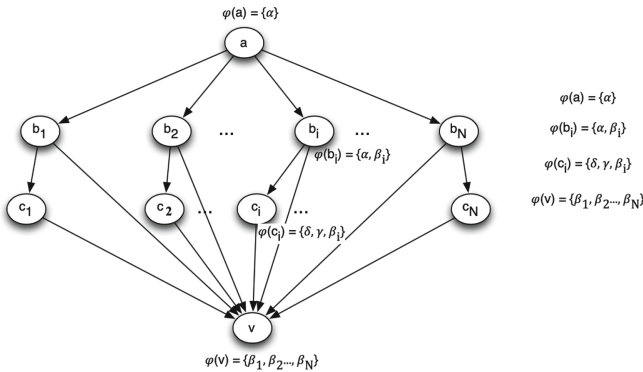 φ(a) = {α}
a
φ(a) = {α}
b1 b2 ... bi ... bN
φ(bi) = {α, βi}
φ(bi) = {α, βi}
φ(ci) = {δ, γ, βi}
c1 c2 ... ci ... cN
φ(v) = {β1, β2..., βN}
φ(ci) = {δ, γ, βi}
v
φ(v) = {β1, β2..., βN}